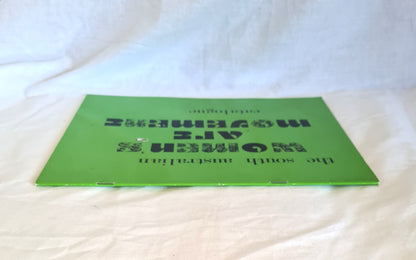 the south australian
WOMEN'S
ART
MOVEMENT
catalogue